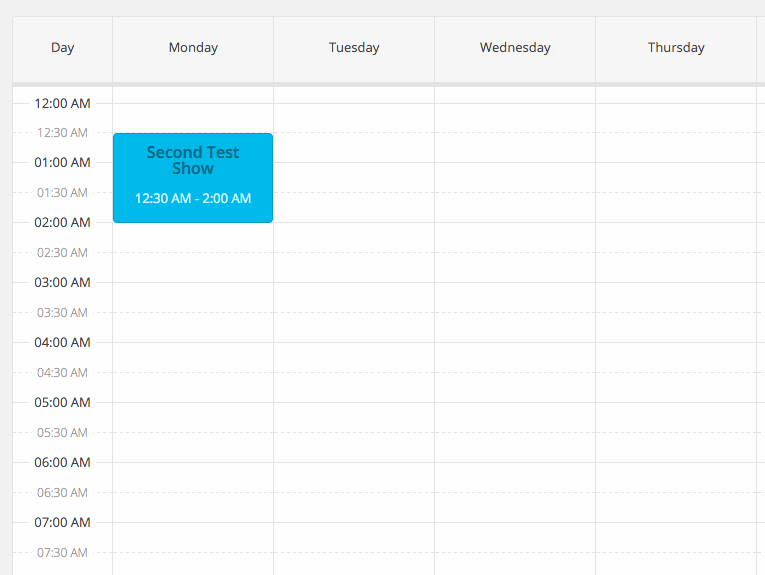 Day Monday Tuesday Wednesday Thursday
12:00 AM
12:30 AM
Second Test
Show
01:00 AM
01:30 AM
12:30 AM - 2:00 AM
02:00 AM
02:30 AM
03:00 AM
03:30 AM
04:00 AM
04:30 AM
05:00 AM
05:30 AM
06:00 AM
06:30 AM
07:00 AM
07:30 AM